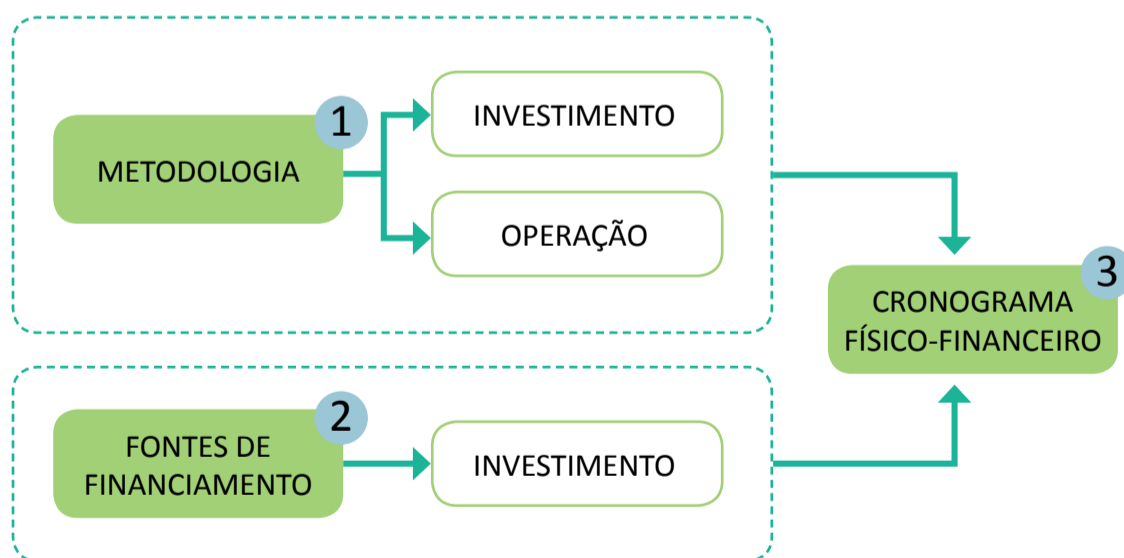 1
METODOLOGIA
INVESTIMENTO
OPERAÇÃO
2
FONTES DE
FINANCIAMENTO
INVESTIMENTO
3
CRONOGRAMA
FÍSICO-FINANCEIRO